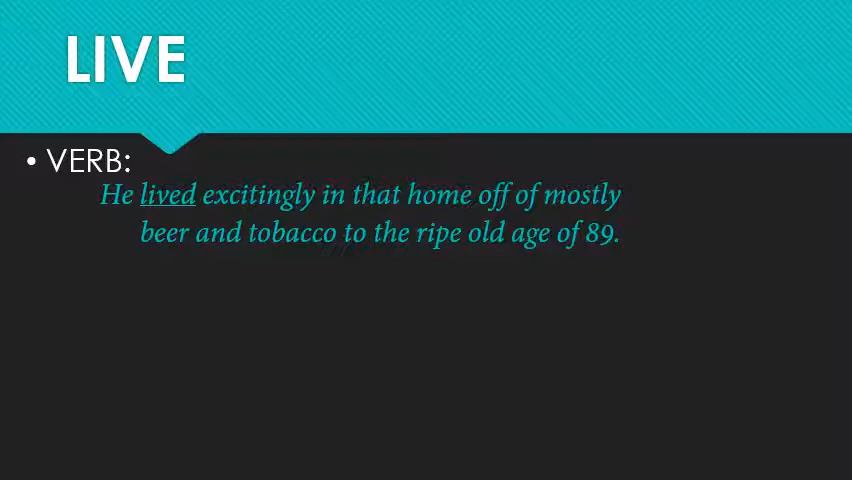 LIVE
• VERB:
He lived excitingly in that home off of mostly
beer and tobacco to the ripe old age of 89.